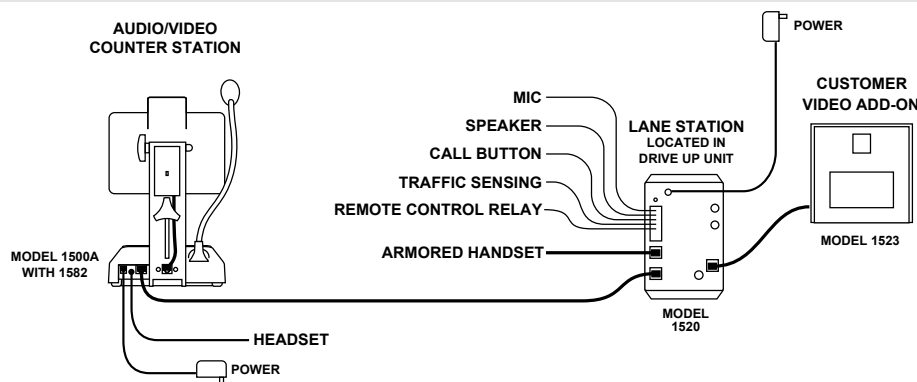 AUDIO/VIDEO
COUNTER STATION
POWER
CUSTOMER
VIDEO ADD-ON
MIC
SPEAKER
CALL BUTTON
TRAFFIC SENSING
REMOTE CONTROL RELAY
ARMORED HANDSET
LANE STATION
LOCATED IN
DRIVE UP UNIT
MODEL 1523
MODEL 1500A
WITH 1582
MODEL
1520
HEADSET
POWER